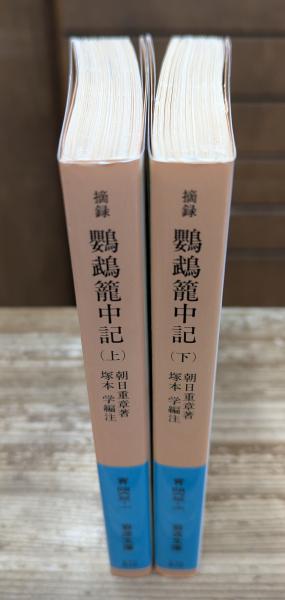 摘録
鸚鵡籠中記
(上)
朝日重章著
塚本 学編注
岩波文庫
摘録
鸚鵡籠中記
(下)
朝日重章著
塚本 学編注
岩波文庫